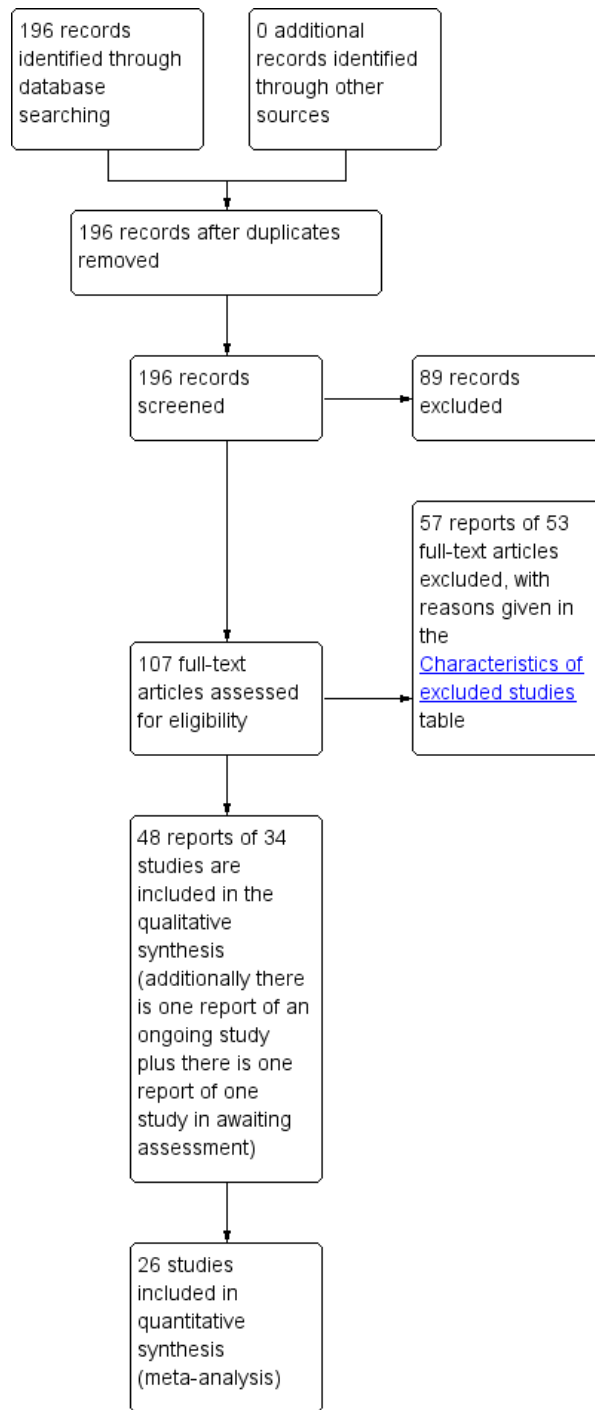 196 records
identified through
database
searching
0 additional
records identified
through other
sources
196 records after duplicates
removed
196 records
screened
89 records
excluded
57 reports of 53
full-text articles
excluded, with
reasons given in
the
Characteristics of
excluded studies
table
107 full-text
articles assessed
for eligibility
48 reports of 34
studies are
included in the
qualitative
synthesis
(additionally there
is one report of an
ongoing study
plus there is one
report of one
study in awaiting
assessment)
26 studies
included in
quantitative
synthesis
(meta-analysis)